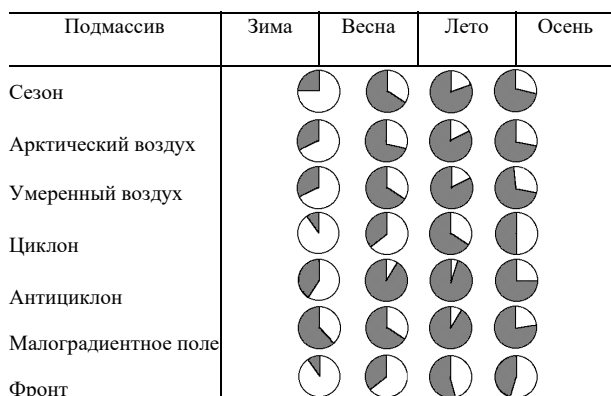 Подмассив Зима Весна Лето Осень
Сезон
Арктический воздух
Умеренный воздух
Циклон
Антициклон
Малоградиентное поле
Фронт